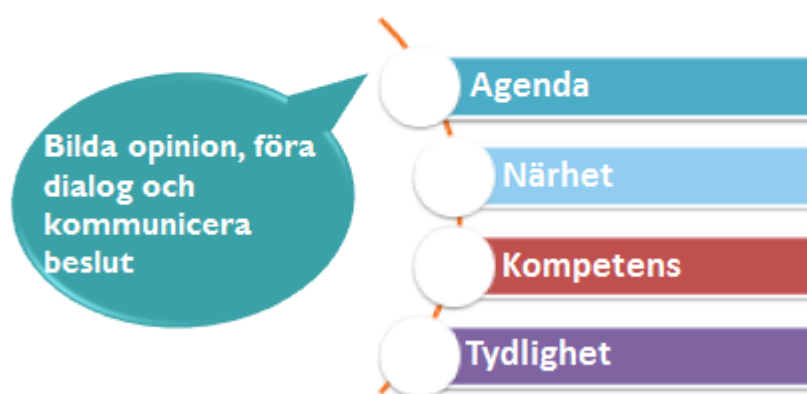 Bilda opinion, föra
dialog och
kommunicera
beslut
Agenda
Närhet
Kompetens
Tydlighet